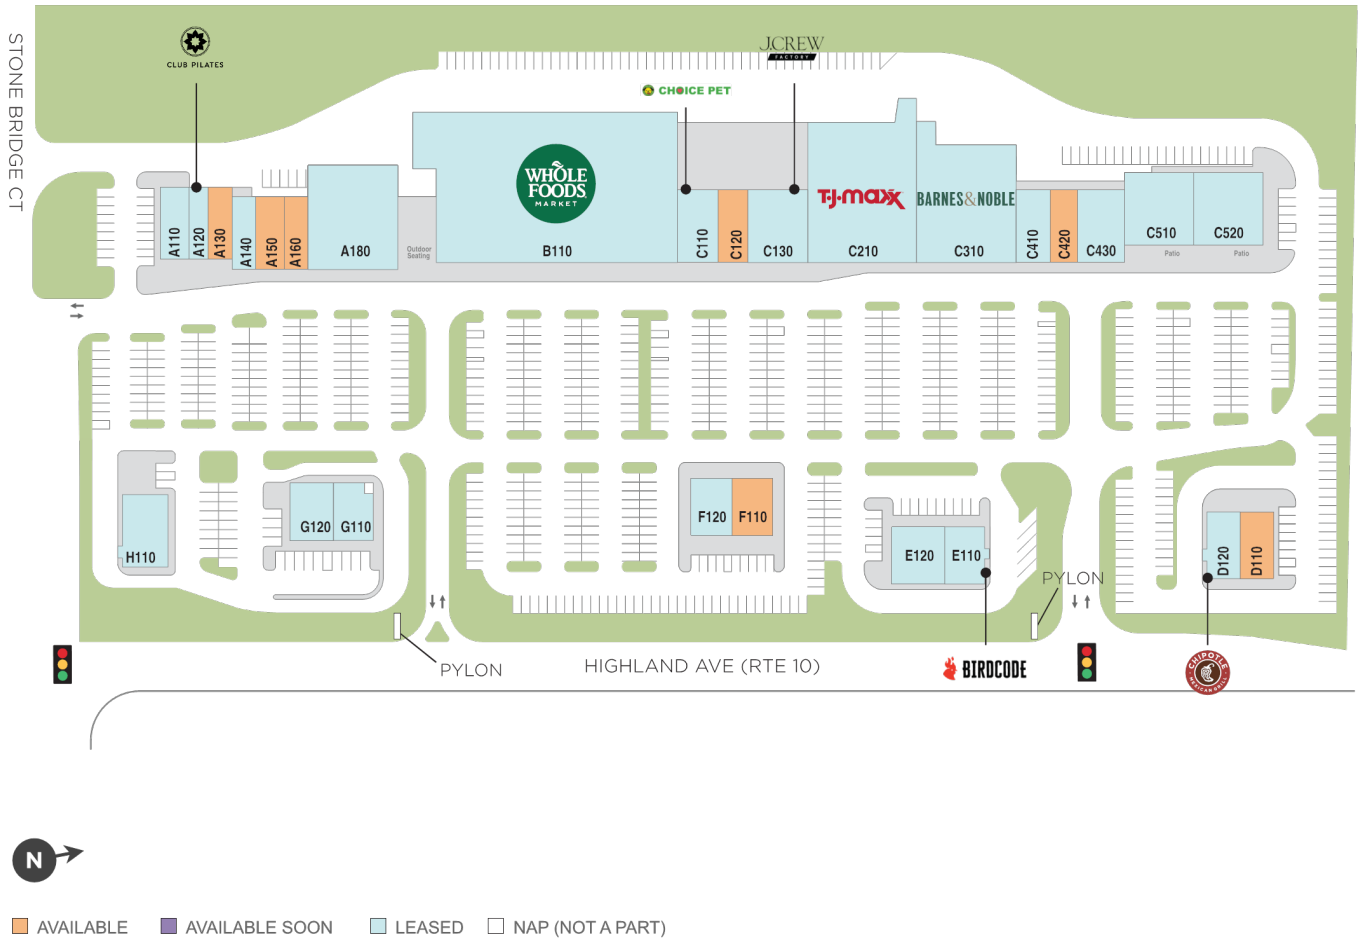 STONE BRIDGE CT
CLUB PILATES
J.CREW
FACTORY
CHOICE PET
WHOLE
FOODS
MARKET
T·J·maxx
BARNES&NOBLE
A110
A120
A130
A140
A150
A160
A180
Outdoor
Seating
B110
C110
C120
C130
C210
C310
C410
C420
C430
C510
C520
Patio
Patio
H110
G120
G110
F120
F110
E120
E110
D120
D110
PYLON
PYLON
HIGHLAND AVE (RTE 10)
BIRDCODE
CHIPOTLE
MEXICAN GRILL
N
AVAILABLE
AVAILABLE SOON
LEASED
NAP (NOT A PART)